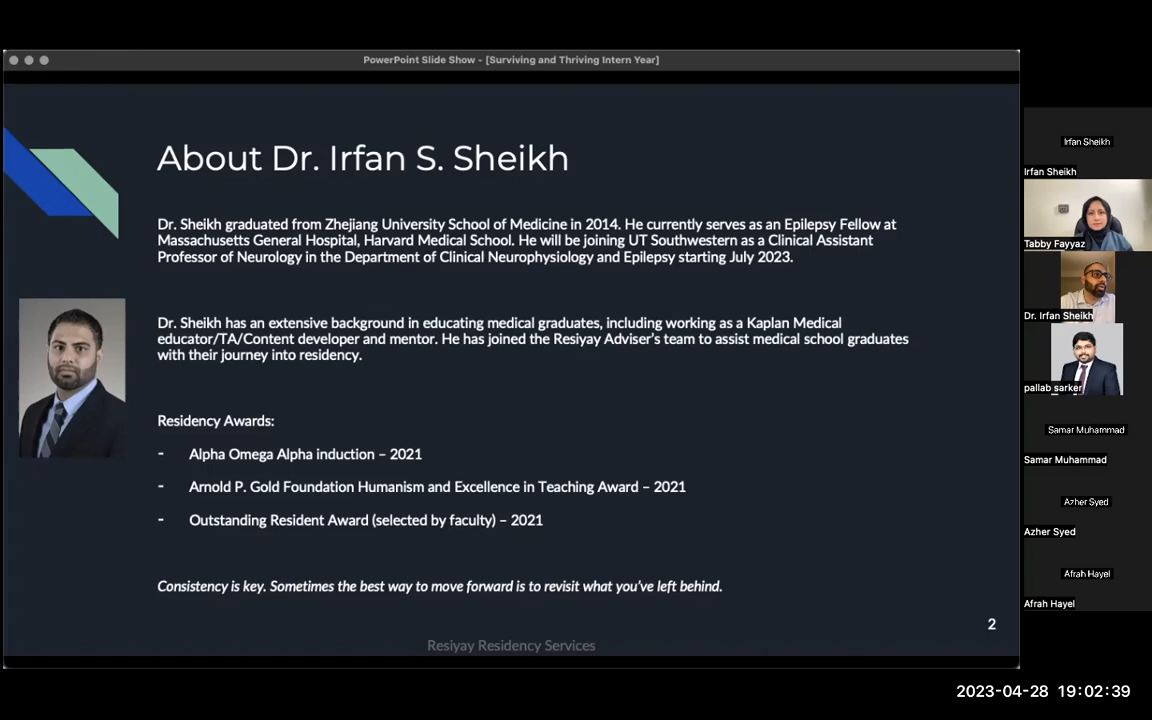 PowerPoint Slide Show - [Surviving and Thriving Intern Year]
About Dr. Irfan S. Sheikh
Dr. Sheikh graduated from Zhejiang University School of Medicine in 2014. He currently serves as an Epilepsy Fellow at
Massachusetts General Hospital, Harvard Medical School. He will be joining UT Southwestern as a Clinical Assistant
Professor of Neurology in the Department of Clinical Neurophysiology and Epilepsy starting July 2023.
Dr. Sheikh has an extensive background in educating medical graduates, including working as a Kaplan Medical
educator/TA/Content developer and mentor. He has joined the Resiyay Adviser's team to assist medical school graduates
with their journey into residency.
Residency Awards:
- Alpha Omega Alpha induction – 2021
- Arnold P. Gold Foundation Humanism and Excellence in Teaching Award – 2021
- Outstanding Resident Award (selected by faculty) – 2021
Consistency is key. Sometimes the best way to move forward is to revisit what you've left behind.
2
Resiyay Residency Services
Irfan Sheikh
Irfan Sheikh
Tabby Fayyaz
Dr. Irfan Sheikh
pallab sarker
Samar Muhammad
Samar Muhammad
Azher Syed
Azher Syed
Afrah Hayel
Afrah Hayel
2023-04-28 19:02:39